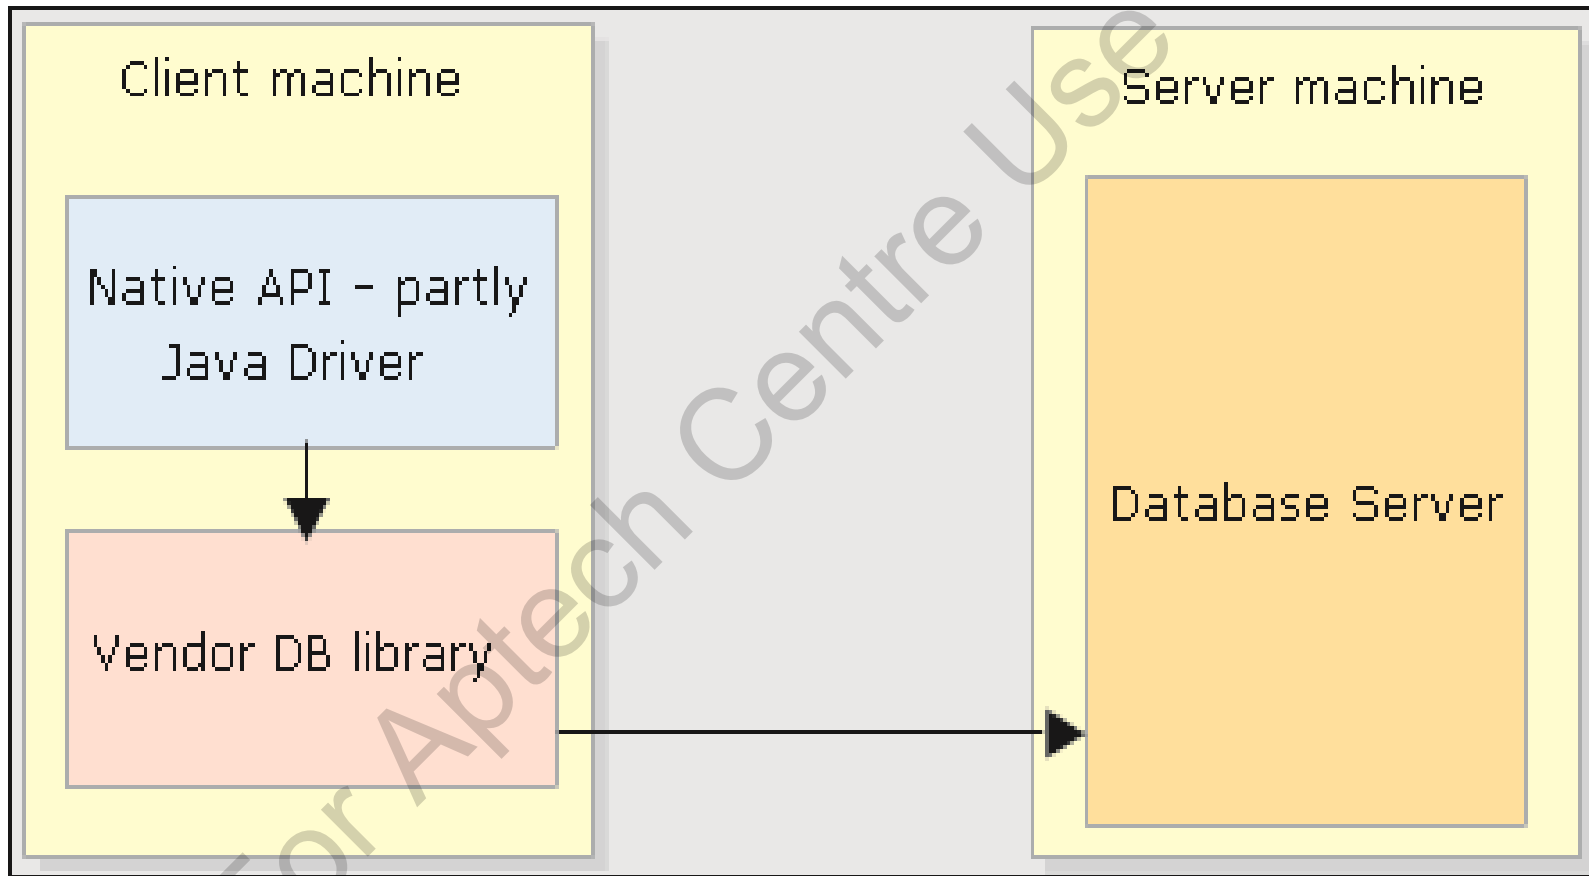 Client machine
Native API - partly
Java Driver
Vendor DB library
Server machine
Database Server
For Aptech Centre Use